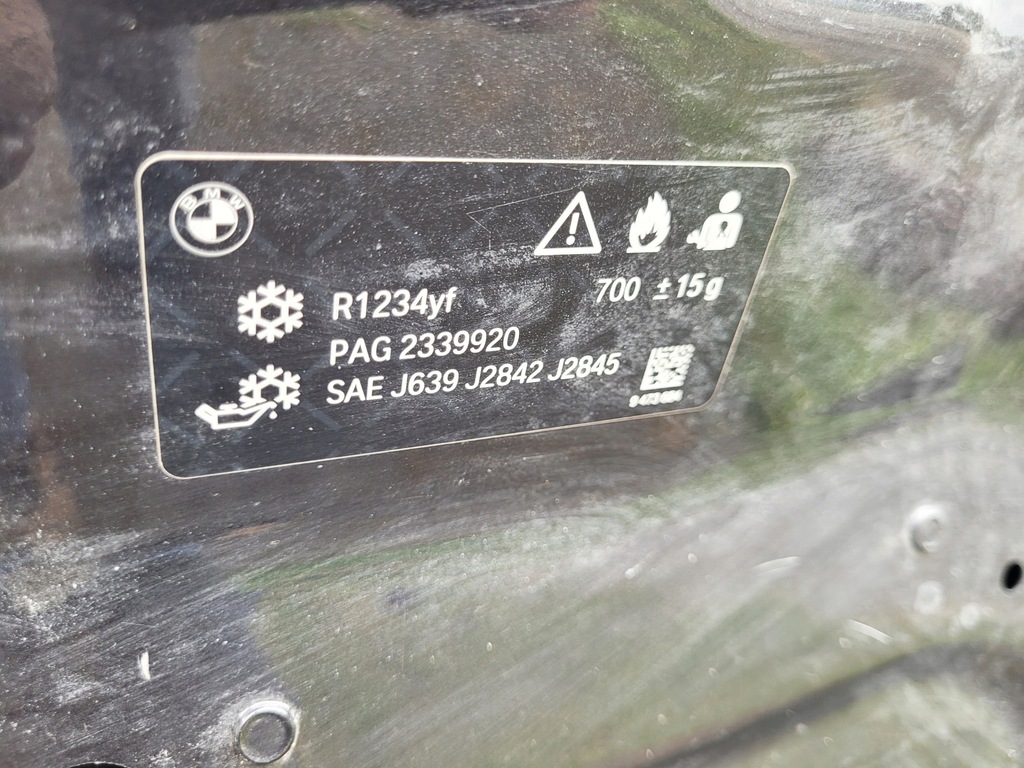 BMW
R1234yf 700 ±15g
PAG 2339920
SAE J639 J2842 J2845